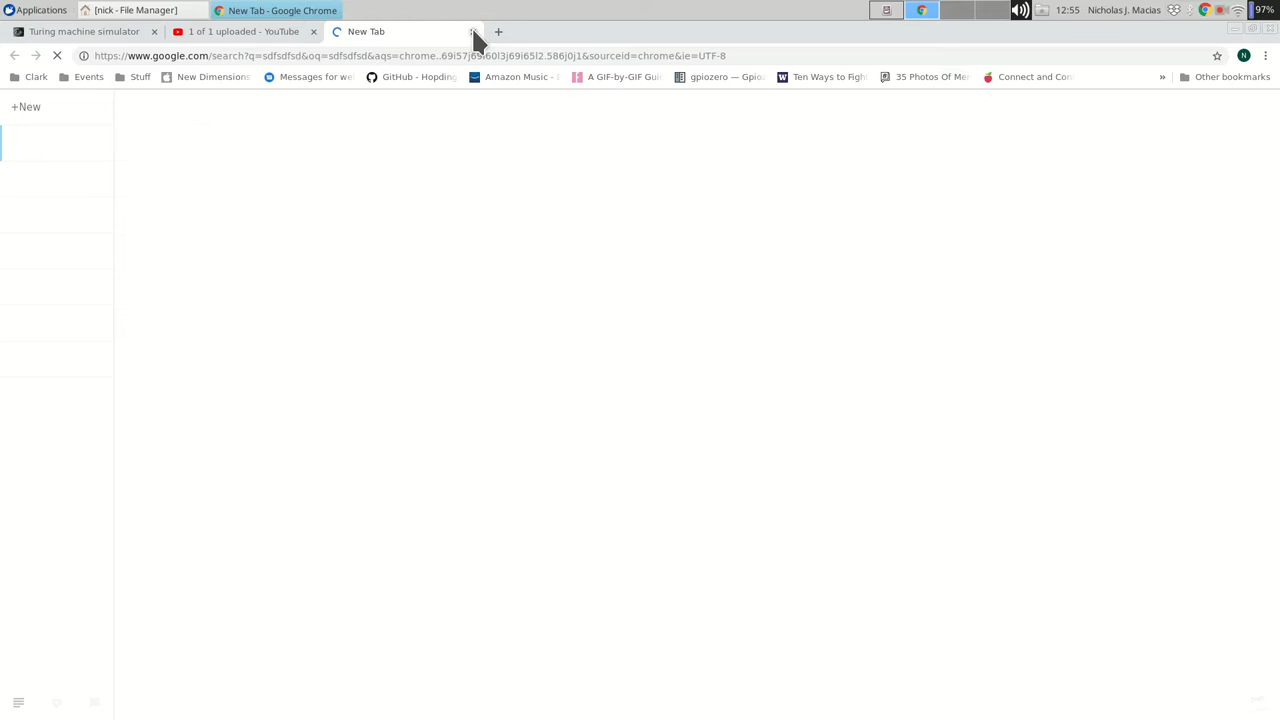 Applications [nick - File Manager] New Tab - Google Chrome 12:55 Nicholas J. Macias 97%
Turing machine simulator 1 of 1 uploaded - YouTube New Tab
https://www.google.com/search?q=sdfsdfsd&oq=sdfsdfsd&aqs=chrome..69i57j69i60l3j69i65l2.586j0j1&sourceid=chrome&ie=UTF-8 N
Clark Events Stuff New Dimensions Messages for we GitHub - Hopding Amazon Music - A GIF-by-GIF Gui gpiozero — Gpio Ten Ways to Figh 35 Photos Of Mer Connect and Con » Other bookmarks
+New